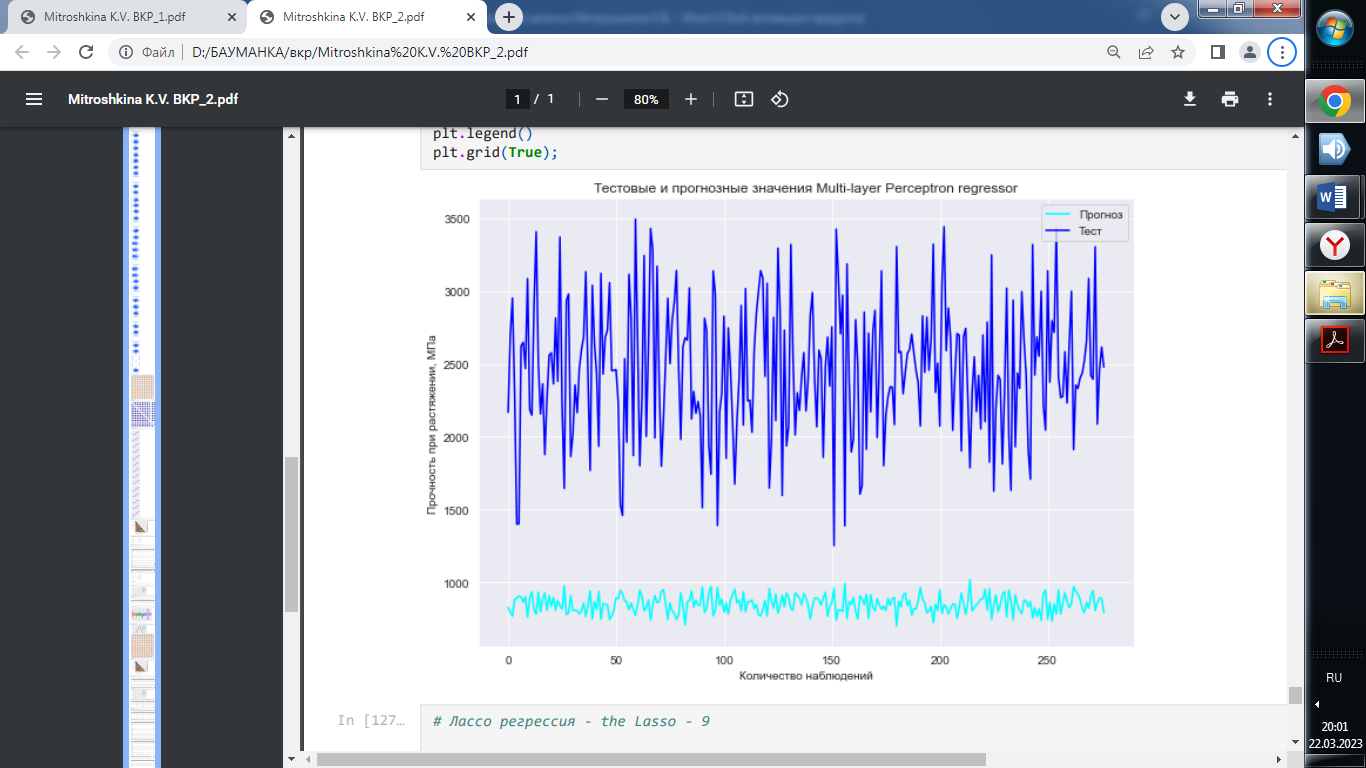 Mitroshkina K.V. ВКР_1.pdf
Mitroshkina K.V. ВКР_2.pdf
Файл
D:/БАУМАНКА/вкр/Mitroshkina%20K.V.%20ВКР_2.pdf
Mitroshkina K.V. ВКР_2.pdf
1 / 1
80%
plt.legend()
plt.grid(True);
Тестовые и прогнозные значения Multi-layer Perceptron regressor
Прогноз
Тест
3500
3000
2500
2000
1500
1000
Прочность при растяжении, МПа
0 50 100 150 200 250
Количество наблюдений
In [127…
# Лассо регрессия - the Lasso - 9
RU
20:01
22.03.2023